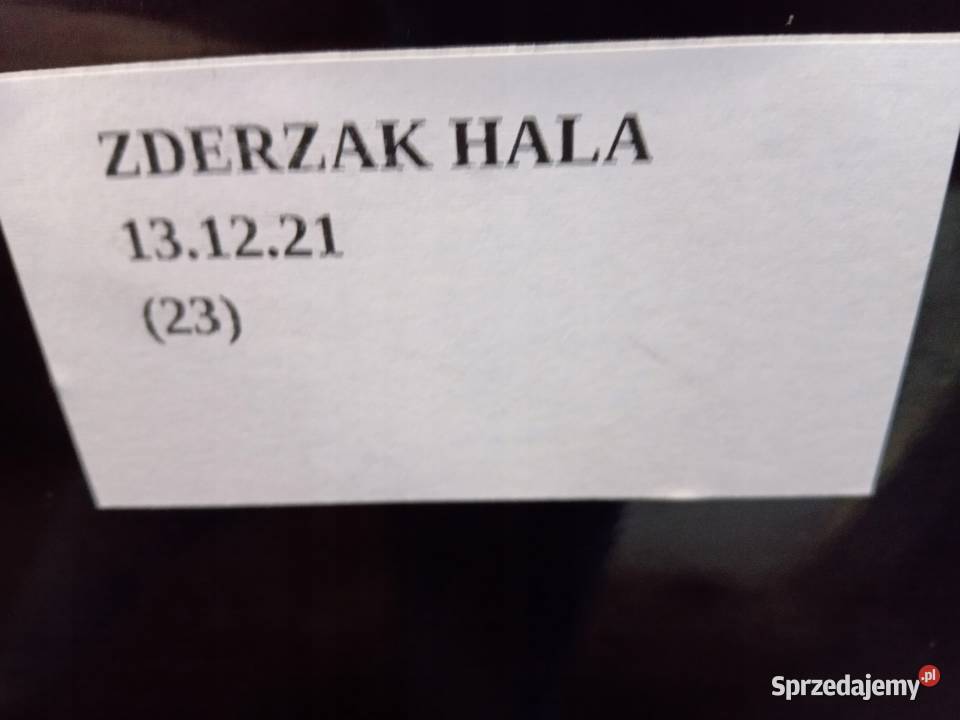 ZDERZAK HALA
13.12.21
(23)
Sprzedajemy.pl